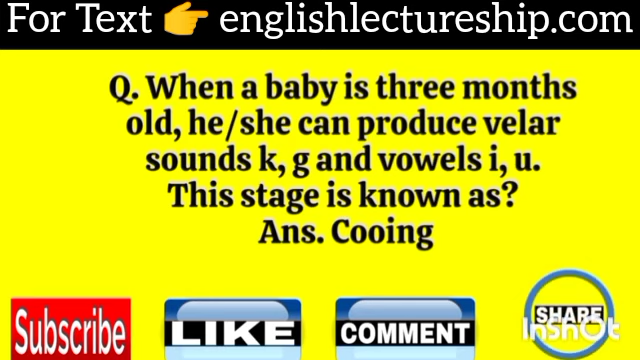 For Text 👉 englishlectureship.com
Q. When a baby is three months
old, he/she can produce velar
sounds k, g and vowels i, u.
This stage is known as?
Ans. Cooing
Subscribe
LIKE
COMMENT
SHARE
InShOt